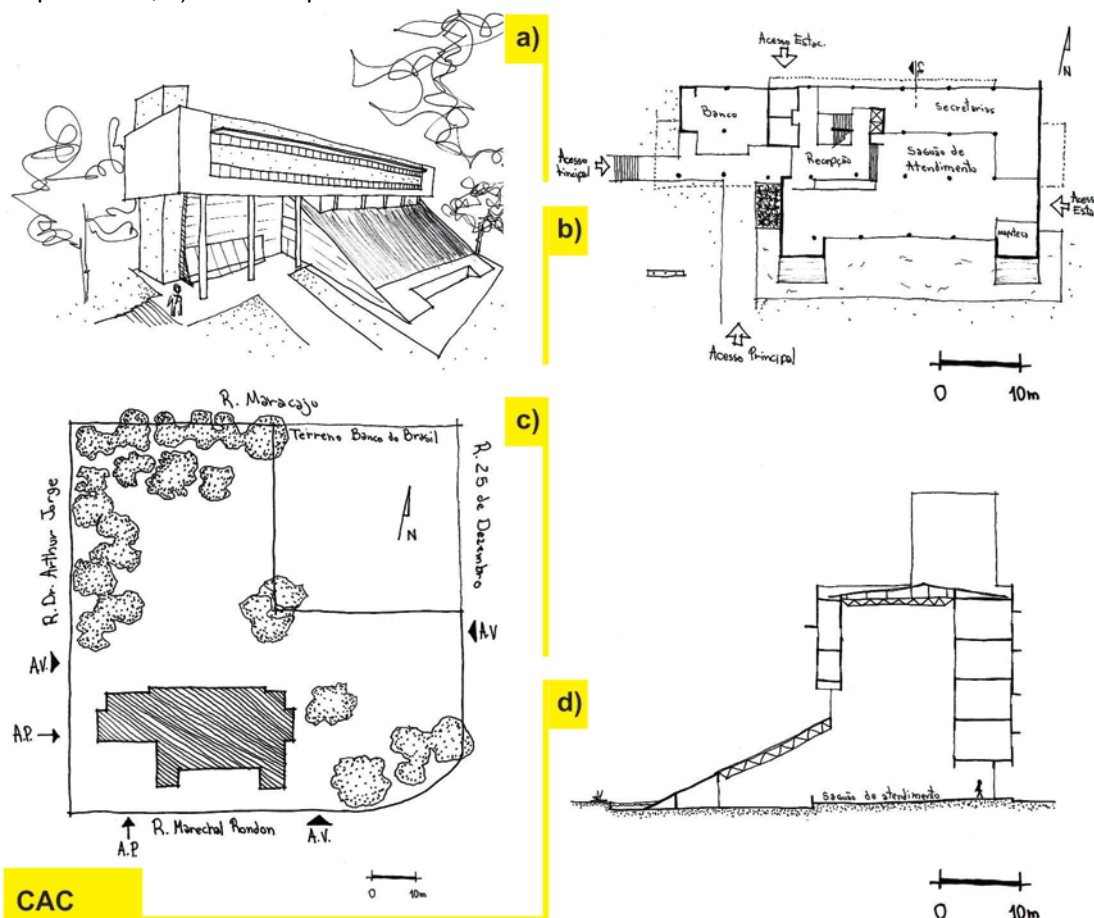 a)
Acesso Estac.
f
N
Banco
Secretarias
Acesso
Principal
Recepção
Saguão de
Atendimento
Mapoteca
b)
Acesso Principal
0 10m
R. Maracaju
c)
Terreno Banco do Brasil
R. Dr. Arthur Jorge
R. 25 de Dezembro
N
A.V
A.V.
A.P.
d)
Saguão de atendimento
R. Marechal Rondon
A.P.
A.V.
0 10m
CAC
0 10m